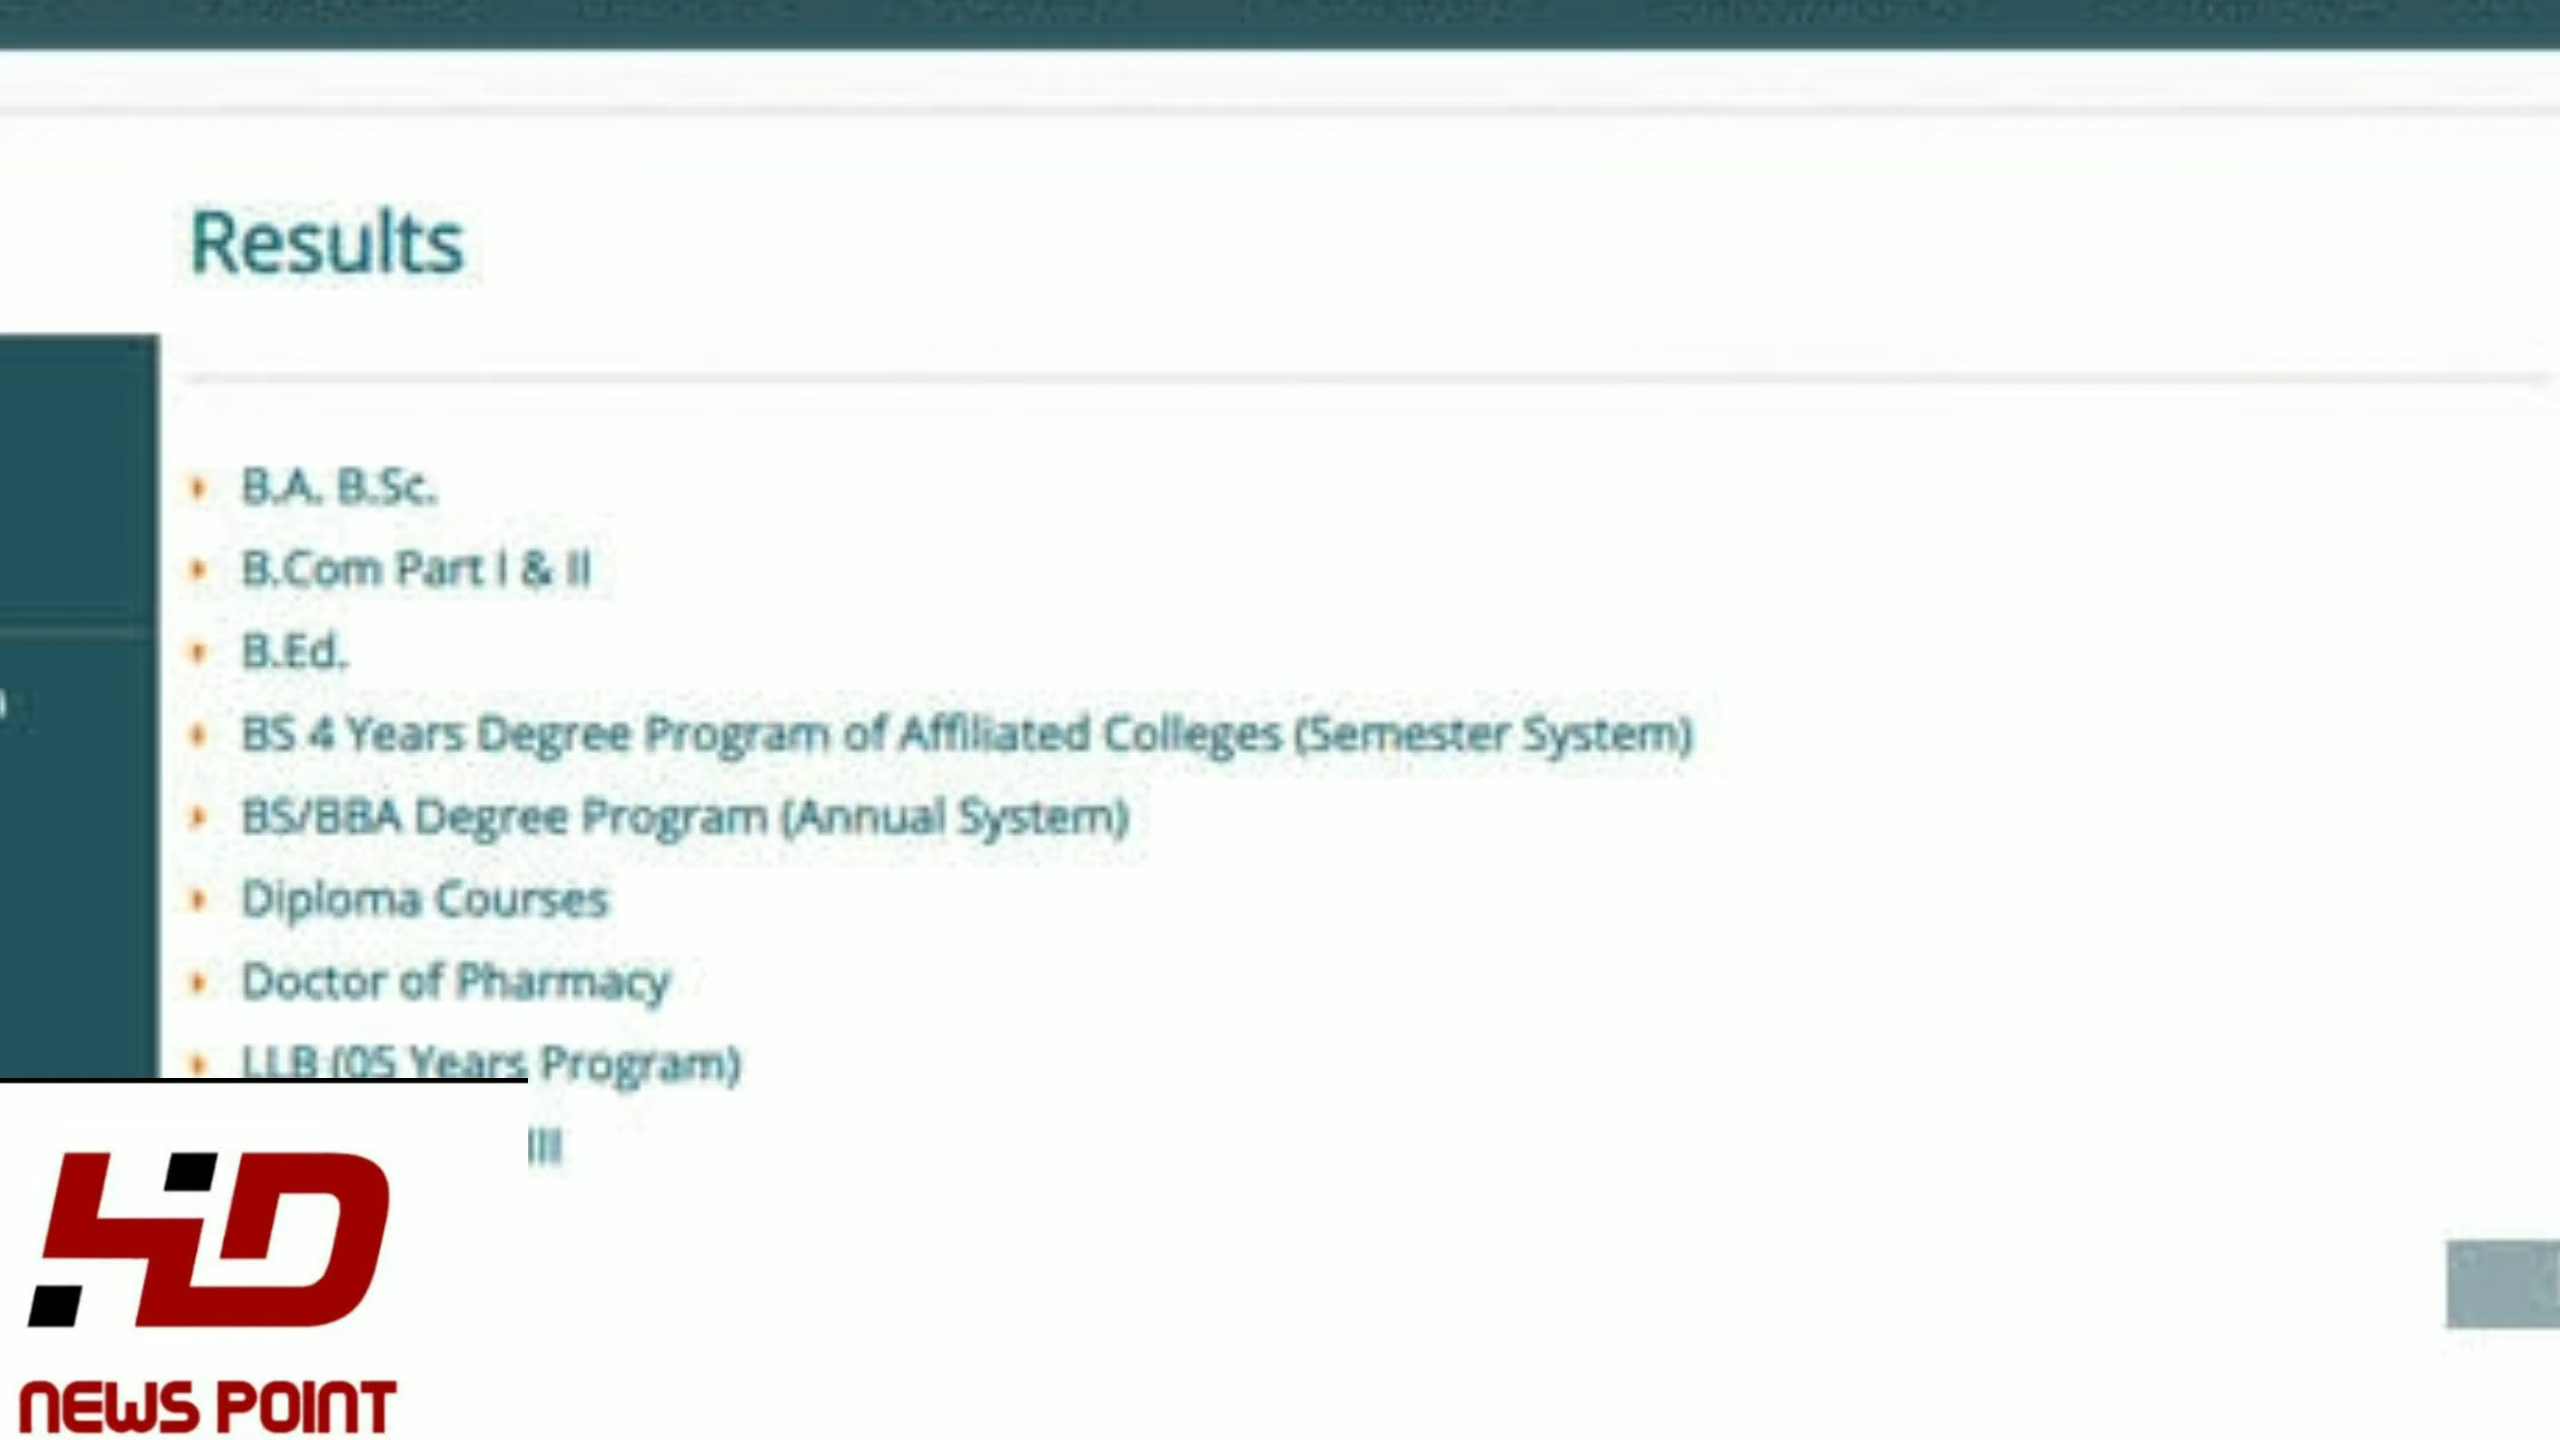 Results
B.A. B.Sc.
B.Com Part I & II
B.Ed.
BS 4 Years Degree Program of Affiliated Colleges (Semester System)
BS/BBA Degree Program (Annual System)
Diploma Courses
Doctor of Pharmacy
LLB (05 Years Program)
III
HD
NEWS POINT